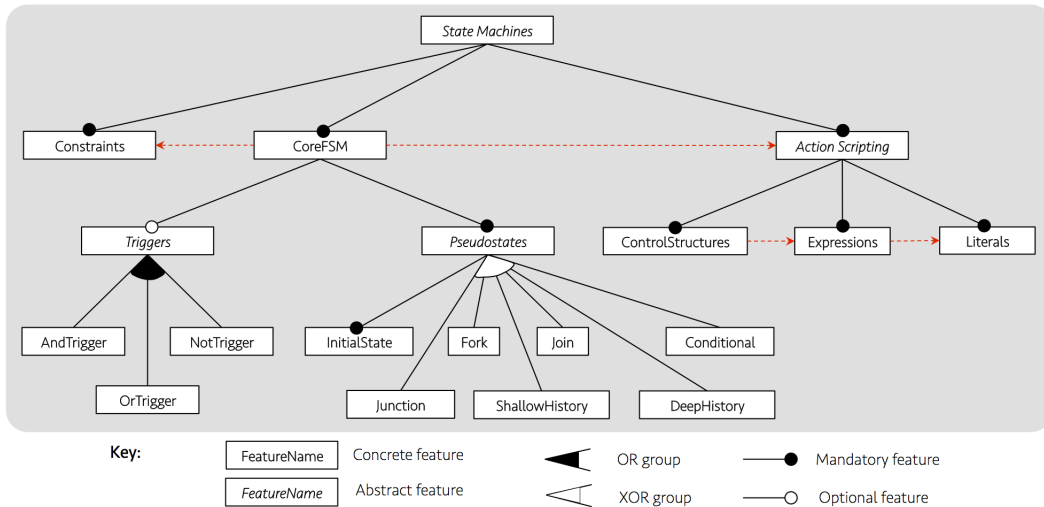 State Machines
Constraints
CoreFSM
Action Scripting
Triggers
Pseudostates
ControlStructures
Expressions
Literals
AndTrigger
NotTrigger
InitialState
Fork
Join
Conditional
OrTrigger
Junction
ShallowHistory
DeepHistory
Key:
FeatureName
Concrete feature
OR group
Mandatory feature
FeatureName
Abstract feature
XOR group
Optional feature